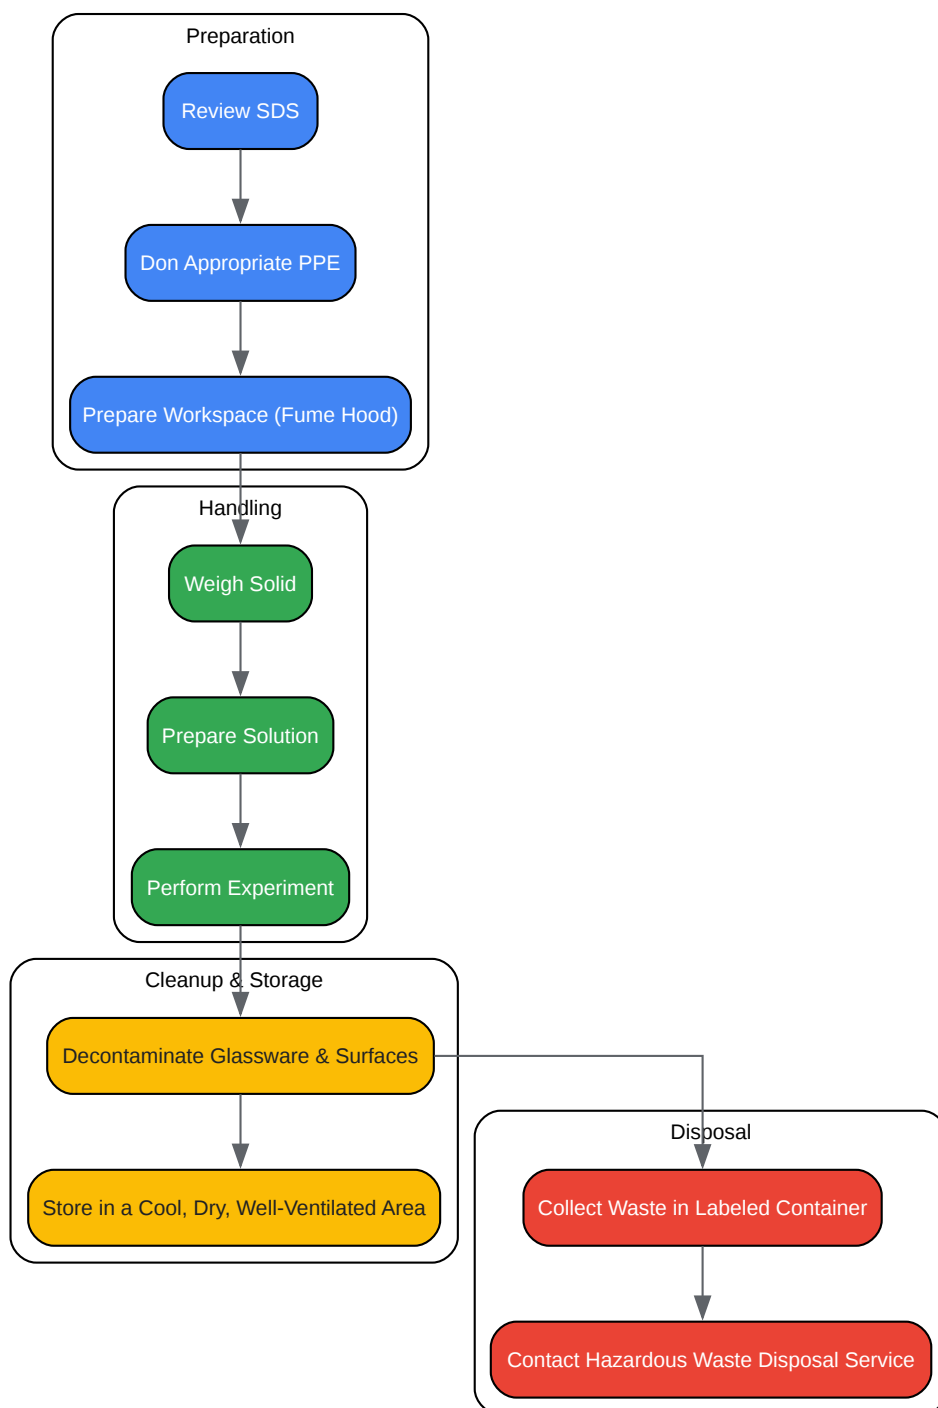 Preparation
Review SDS
Don Appropriate PPE
Prepare Workspace (Fume Hood)
Handling
Weigh Solid
Prepare Solution
Perform Experiment
Cleanup & Storage
Decontaminate Glassware & Surfaces
Store in a Cool, Dry, Well-Ventilated Area
Disposal
Collect Waste in Labeled Container
Contact Hazardous Waste Disposal Service